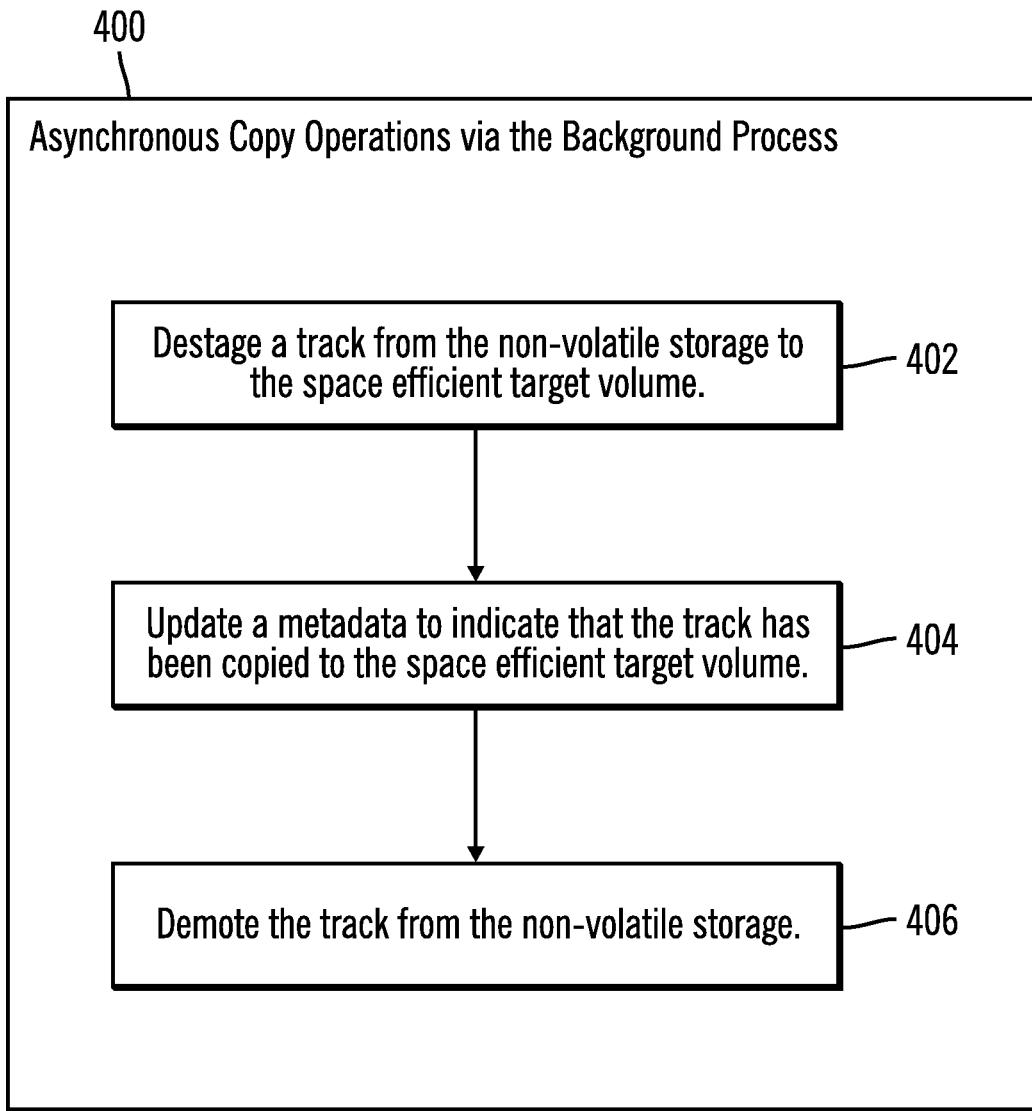 400
Asynchronous Copy Operations via the Background Process
Destage a track from the non-volatile storage to
the space efficient target volume.
402
Update a metadata to indicate that the track has
been copied to the space efficient target volume.
404
Demote the track from the non-volatile storage.
406